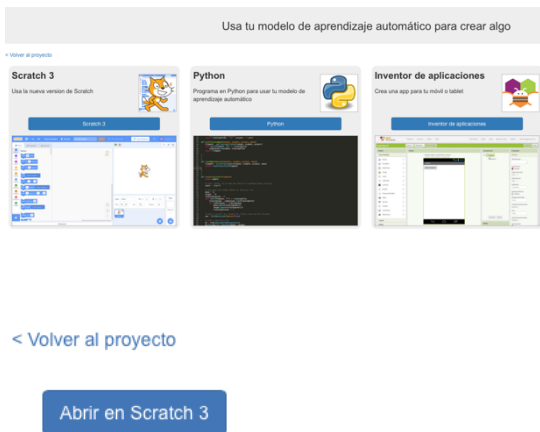 Usa tu modelo de aprendizaje automático para crear algo
< Volver al proyecto
Scratch 3
Usa la nueva version de Scratch
Scratch 3
Python
Programa en Python para usar tu modelo de
aprendizaje automático
Python
Inventor de aplicaciones
Crea una app para tu móvil o tablet
Inventor de aplicaciones
< Volver al proyecto
Abrir en Scratch 3